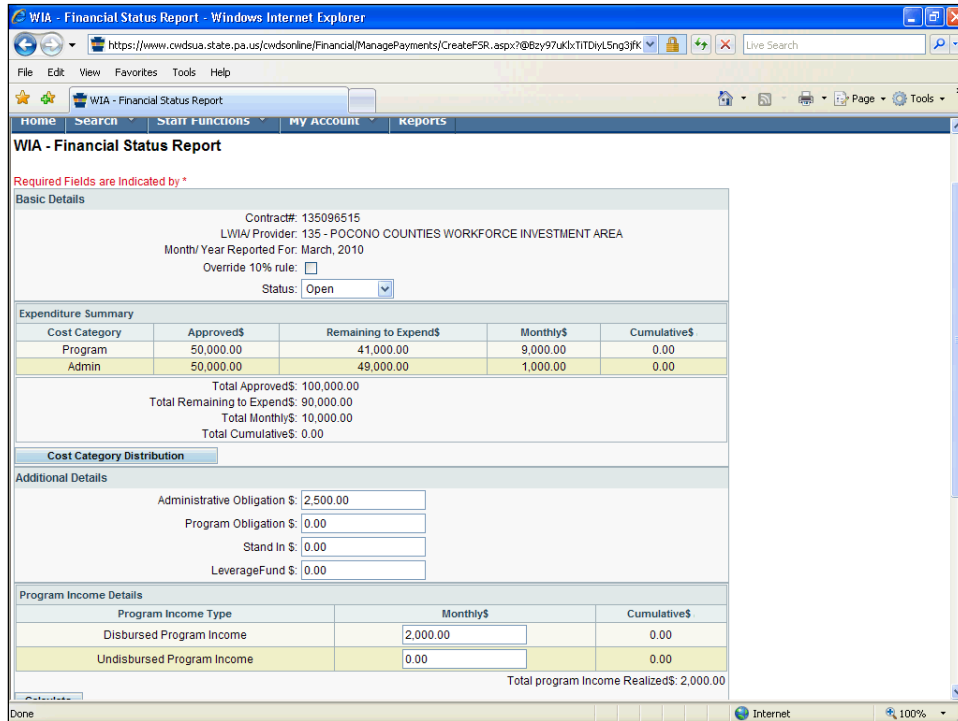 WIA - Financial Status Report - Windows Internet Explorer
https://www.cwdsua.state.pa.us/cwdsonline/Financial/ManagePayments/CreateFSR.aspx?@Bzy97uKlxTiTDiyL5ng3jfK
Live Search
File Edit View Favorites Tools Help
WIA - Financial Status Report
Page Tools
Home Search Staff Functions My Account Reports
WIA - Financial Status Report
Required Fields are Indicated by *
Basic Details
Contract#: 135096515
LWIA/ Provider: 135 - POCONO COUNTIES WORKFORCE INVESTMENT AREA
Month/ Year Reported For: March, 2010
Override 10% rule:
Status: Open
Expenditure Summary
Cost Category Approved$ Remaining to Expend$ Monthly$ Cumulative$
Program 50,000.00 41,000.00 9,000.00 0.00
Admin 50,000.00 49,000.00 1,000.00 0.00
Total Approved$: 100,000.00
Total Remaining to Expend$: 90,000.00
Total Monthly$: 10,000.00
Total Cumulative$: 0.00
Cost Category Distribution
Additional Details
Administrative Obligation $: 2,500.00
Program Obligation $: 0.00
Stand In $: 0.00
LeverageFund $: 0.00
Program Income Details
Program Income Type Monthly$ Cumulative$
Disbursed Program Income 2,000.00 0.00
Undisbursed Program Income 0.00 0.00
Total program Income Realized$: 2,000.00
Calculate
Done Internet 100%